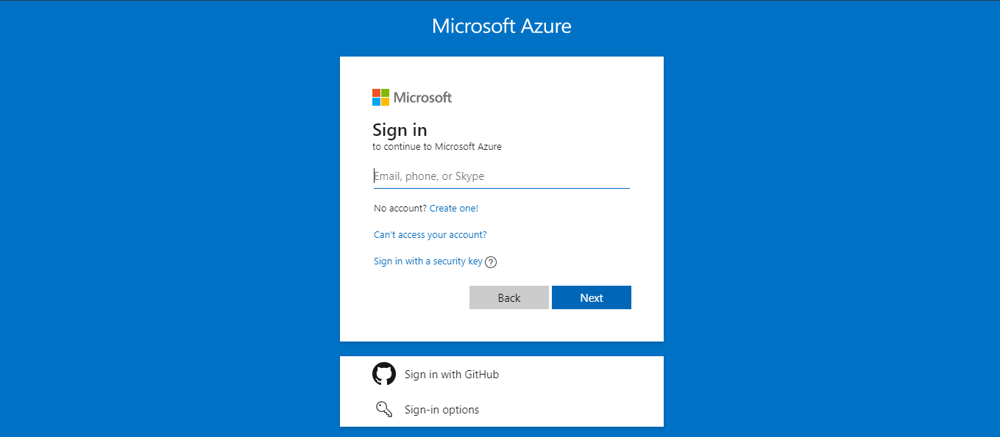 Microsoft Azure
Microsoft
Sign in
to continue to Microsoft Azure
Email, phone, or Skype
No account? Create one!
Can't access your account?
Sign in with a security key ?
Back Next
Sign in with GitHub
Sign-in options